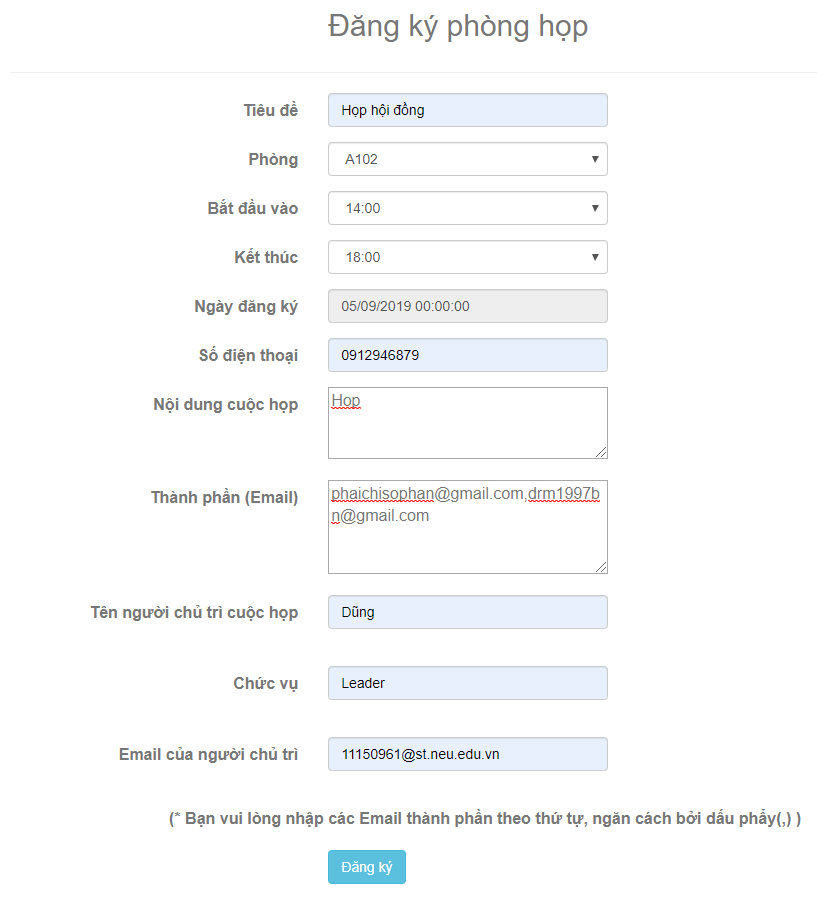 Đăng ký phòng họp
Tiêu đề Họp hội đồng
Phòng A102
Bắt đầu vào 14:00
Kết thúc 18:00
Ngày đăng ký 05/09/2019 00:00:00
Số điện thoại 0912946879
Nội dung cuộc họp Hop
Thành phần (Email) phaichisophan@gmail.com,drm1997b
n@gmail.com
Tên người chủ trì cuộc họp Dũng
Chức vụ Leader
Email của người chủ trì 11150961@st.neu.edu.vn
(* Bạn vui lòng nhập các Email thành phần theo thứ tự, ngăn cách bởi dấu phẩy(,) )
Đăng ký